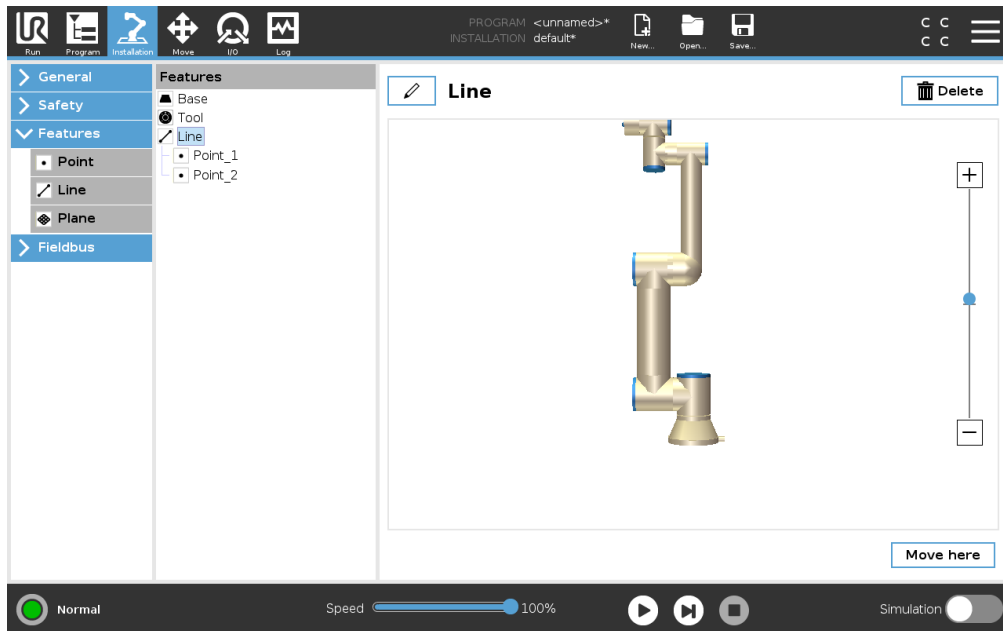 UR
Run
Program
Installation
Move
I/O
Log
PROGRAM <unnamed>*
INSTALLATION default*
New...
Open...
Save...
C C
C C
General
Safety
Features
Point
Line
Plane
Fieldbus
Features
Base
Tool
Line
Point_1
Point_2
Line
Delete
+
−
Move here
Normal
Speed 100%
Simulation